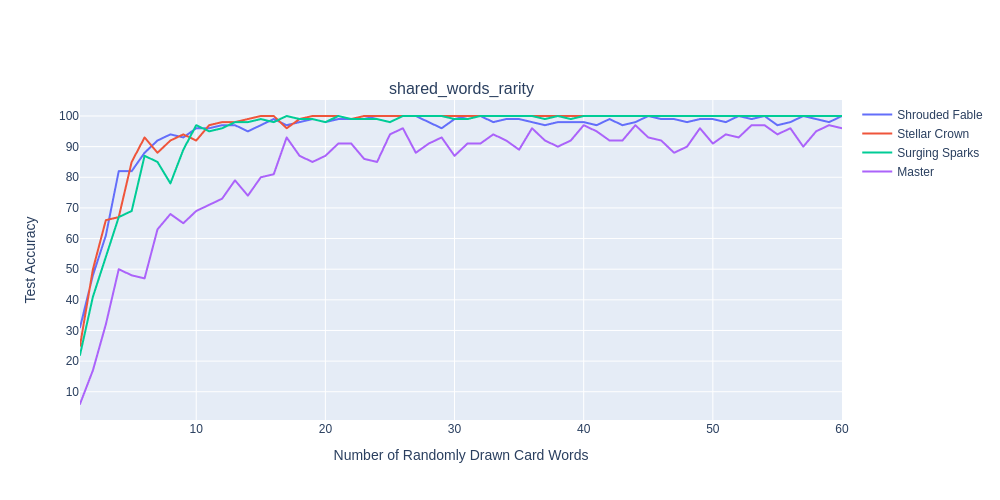 shared_words_rarity
100
90
80
70
60
50
40
30
20
10
Test Accuracy
10 20 30 40 50 60
Number of Randomly Drawn Card Words
Shrouded Fable
Stellar Crown
Surging Sparks
Master